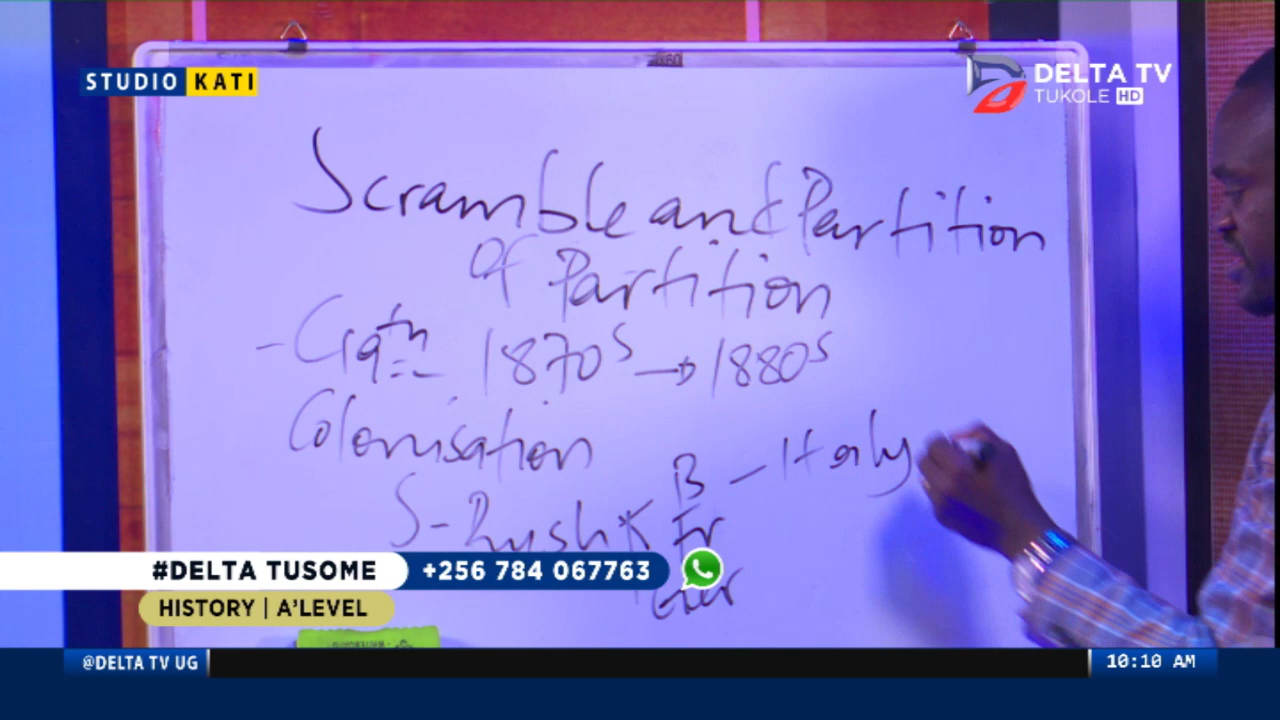 STUDIO KATI
DELTA TV
TUKOLE HD
Scramble and Partition
Of Partition
- C19th 1870s → 1880s
Colonisation
B - Italy
S - Rush Fr
Ger
#DELTA TUSOME +256 784 067763
HISTORY | A'LEVEL
@DELTA TV UG 10:10 AM